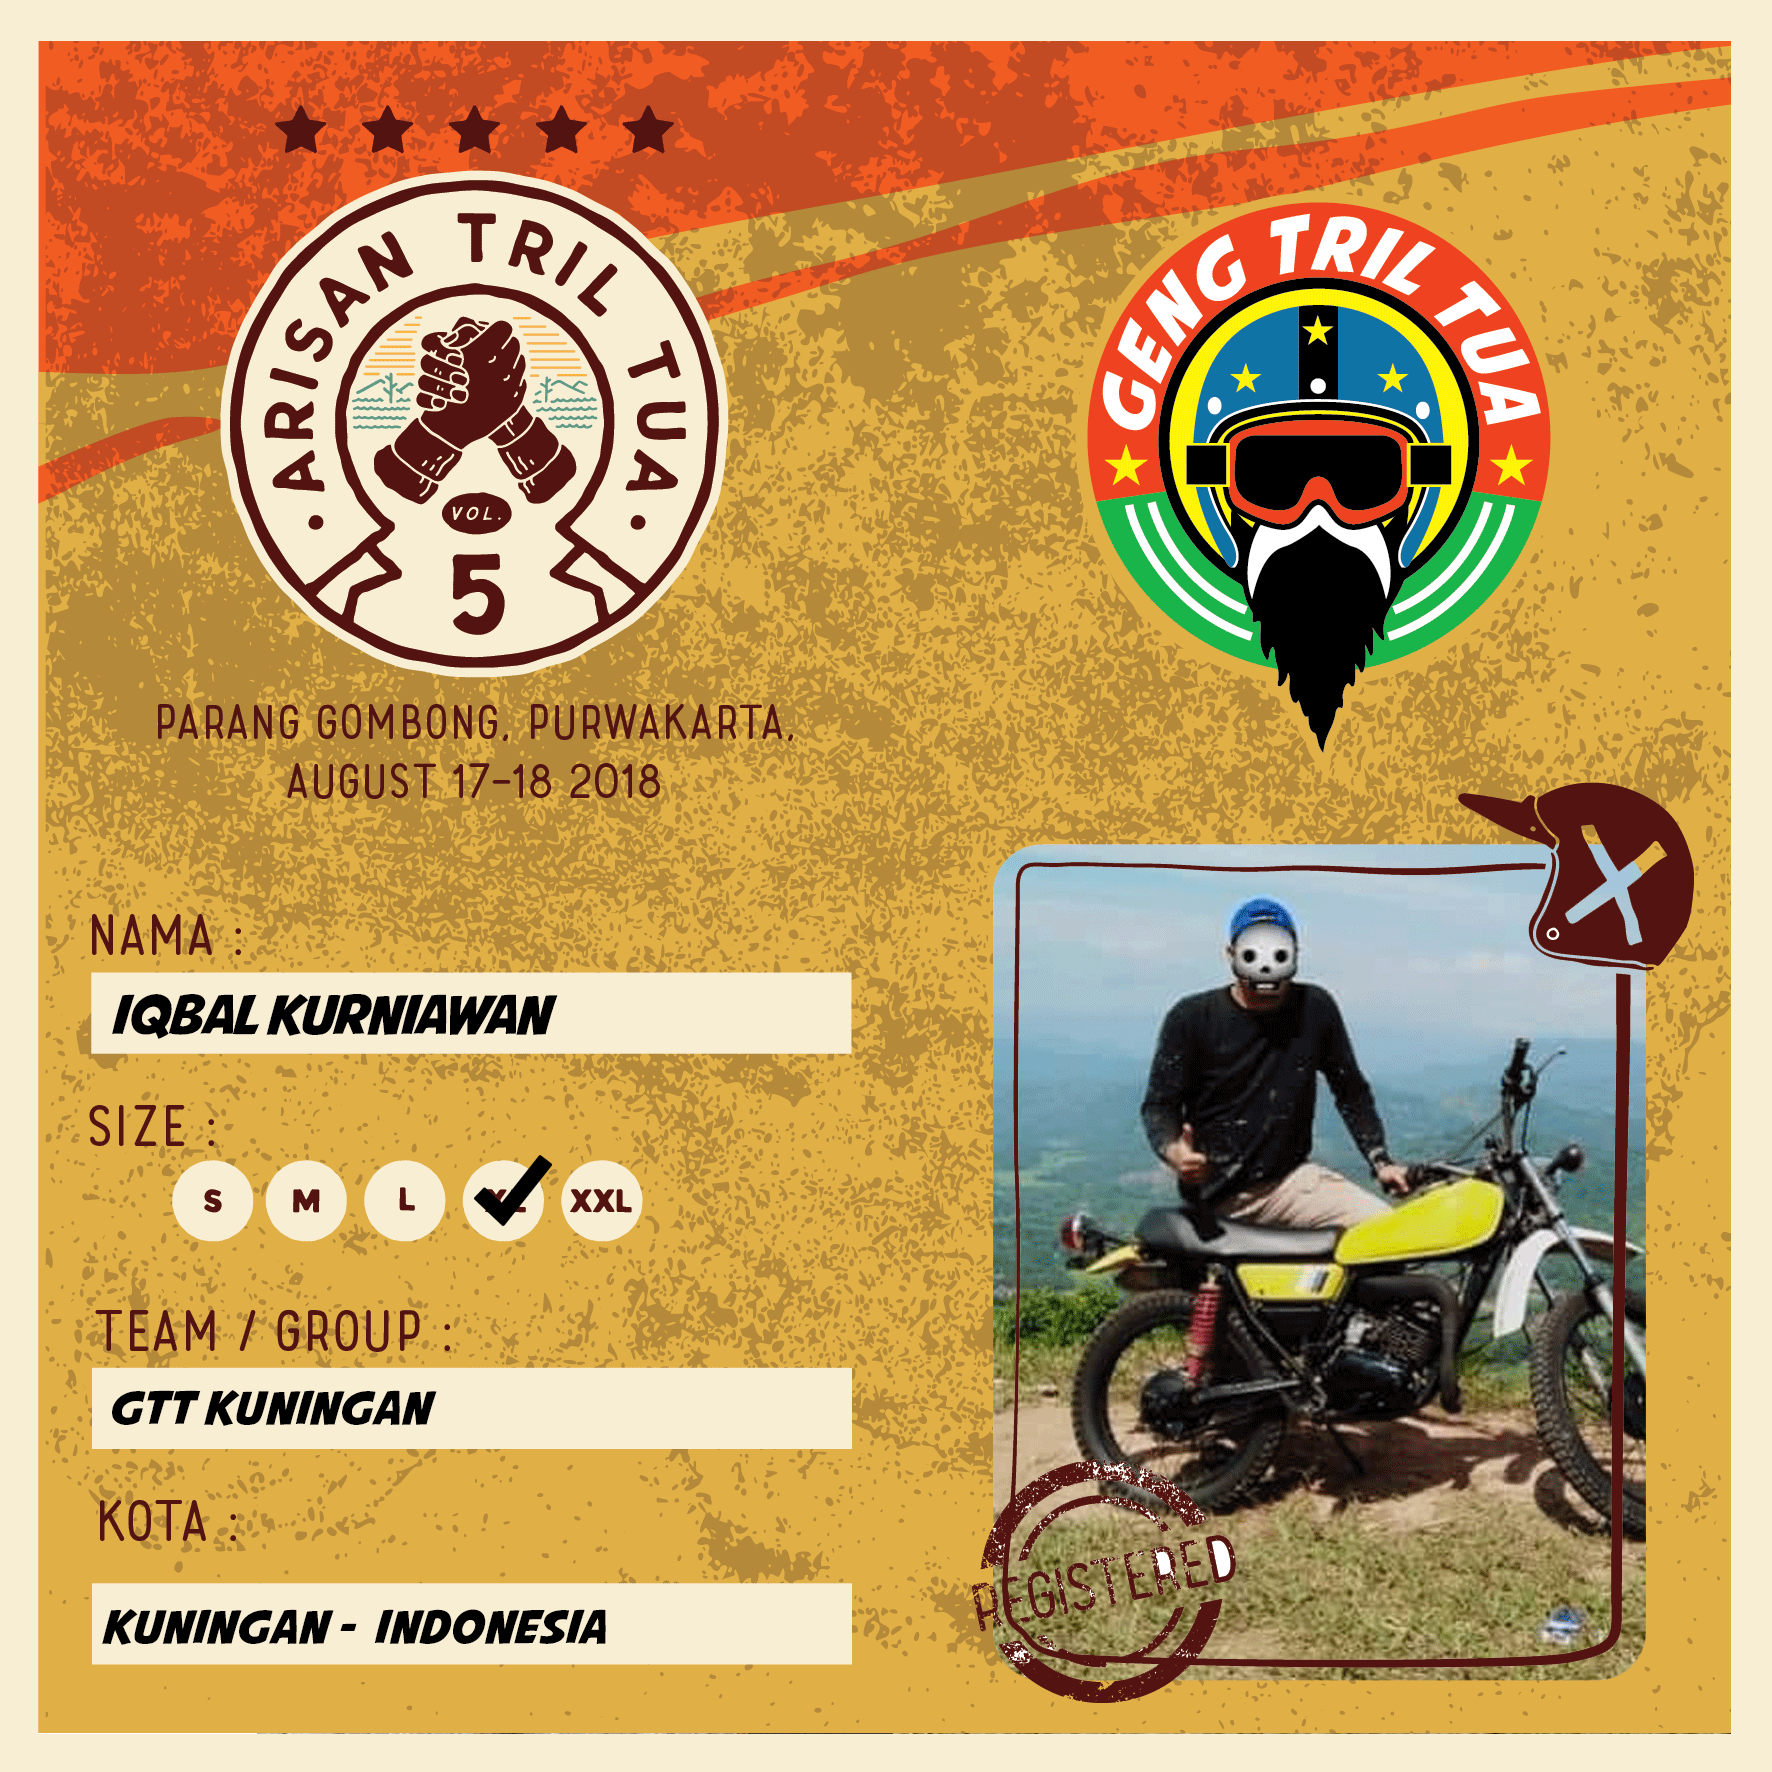 ARISAN TRIL TUA
VOL.
5
GENG TRIL TUA
PARANG GOMBONG, PURWAKARTA,
AUGUST 17-18 2018
NAMA :
IQBAL KURNIAWAN
SIZE :
S M L XL XXL
TEAM / GROUP :
GTT KUNINGAN
KOTA :
KUNINGAN - INDONESIA
REGISTERED